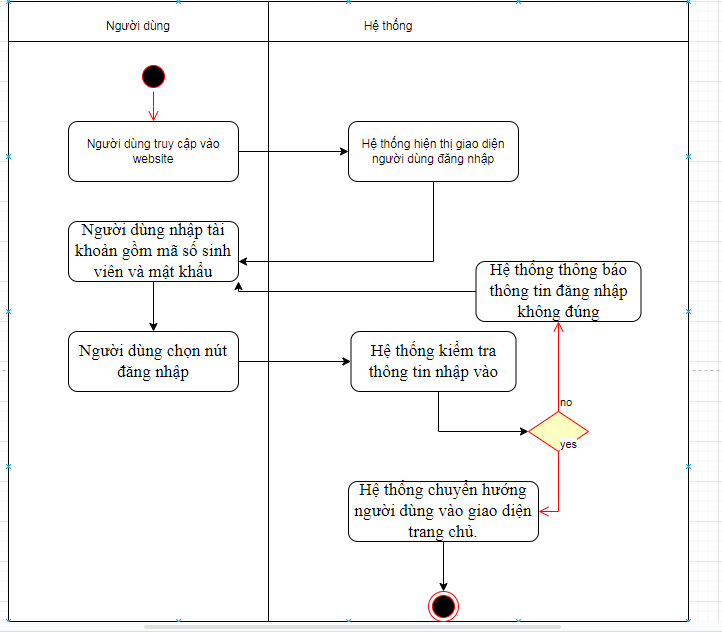 Người dùng
Hệ thống
Người dùng truy cập vào
website
Hệ thống hiện thị giao diện
người dùng đăng nhập
Người dùng nhập tài
khoản gồm mã số sinh
viên và mật khẩu
Hệ thống thông báo
thông tin đăng nhập
không đúng
Người dùng chọn nút
đăng nhập
Hệ thống kiểm tra
thông tin nhập vào
no
yes
Hệ thống chuyển hướng
người dùng vào giao diện
trang chủ.